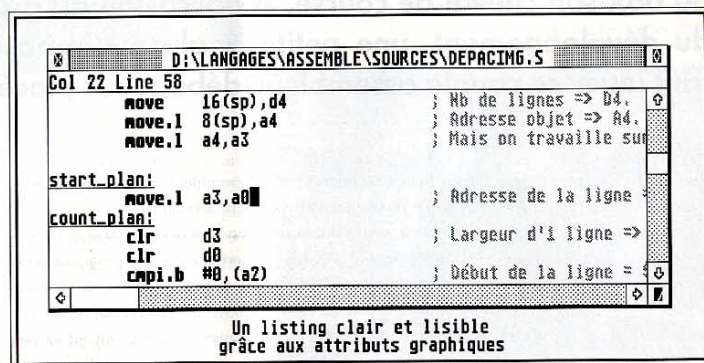 D:\LANGAGES\ASSEMBLE\SOURCES\DEPACIMG.S
Col 22 Line 58
move 16(sp),d4 ; Nb de lignes => D4.
move.l 8(sp),a4 ; Adresse objet => A4.
move.l a4,a3 ; Mais on travaille sur
start_plan:
move.l a3,a0 ; Adresse de la ligne =
count_plan:
clr d3 ; Largeur d'1 ligne =>
clr d0
cmpi.b #0,(a2) ; Début de la ligne =
Un listing clair et lisible
grâce aux attributs graphiques